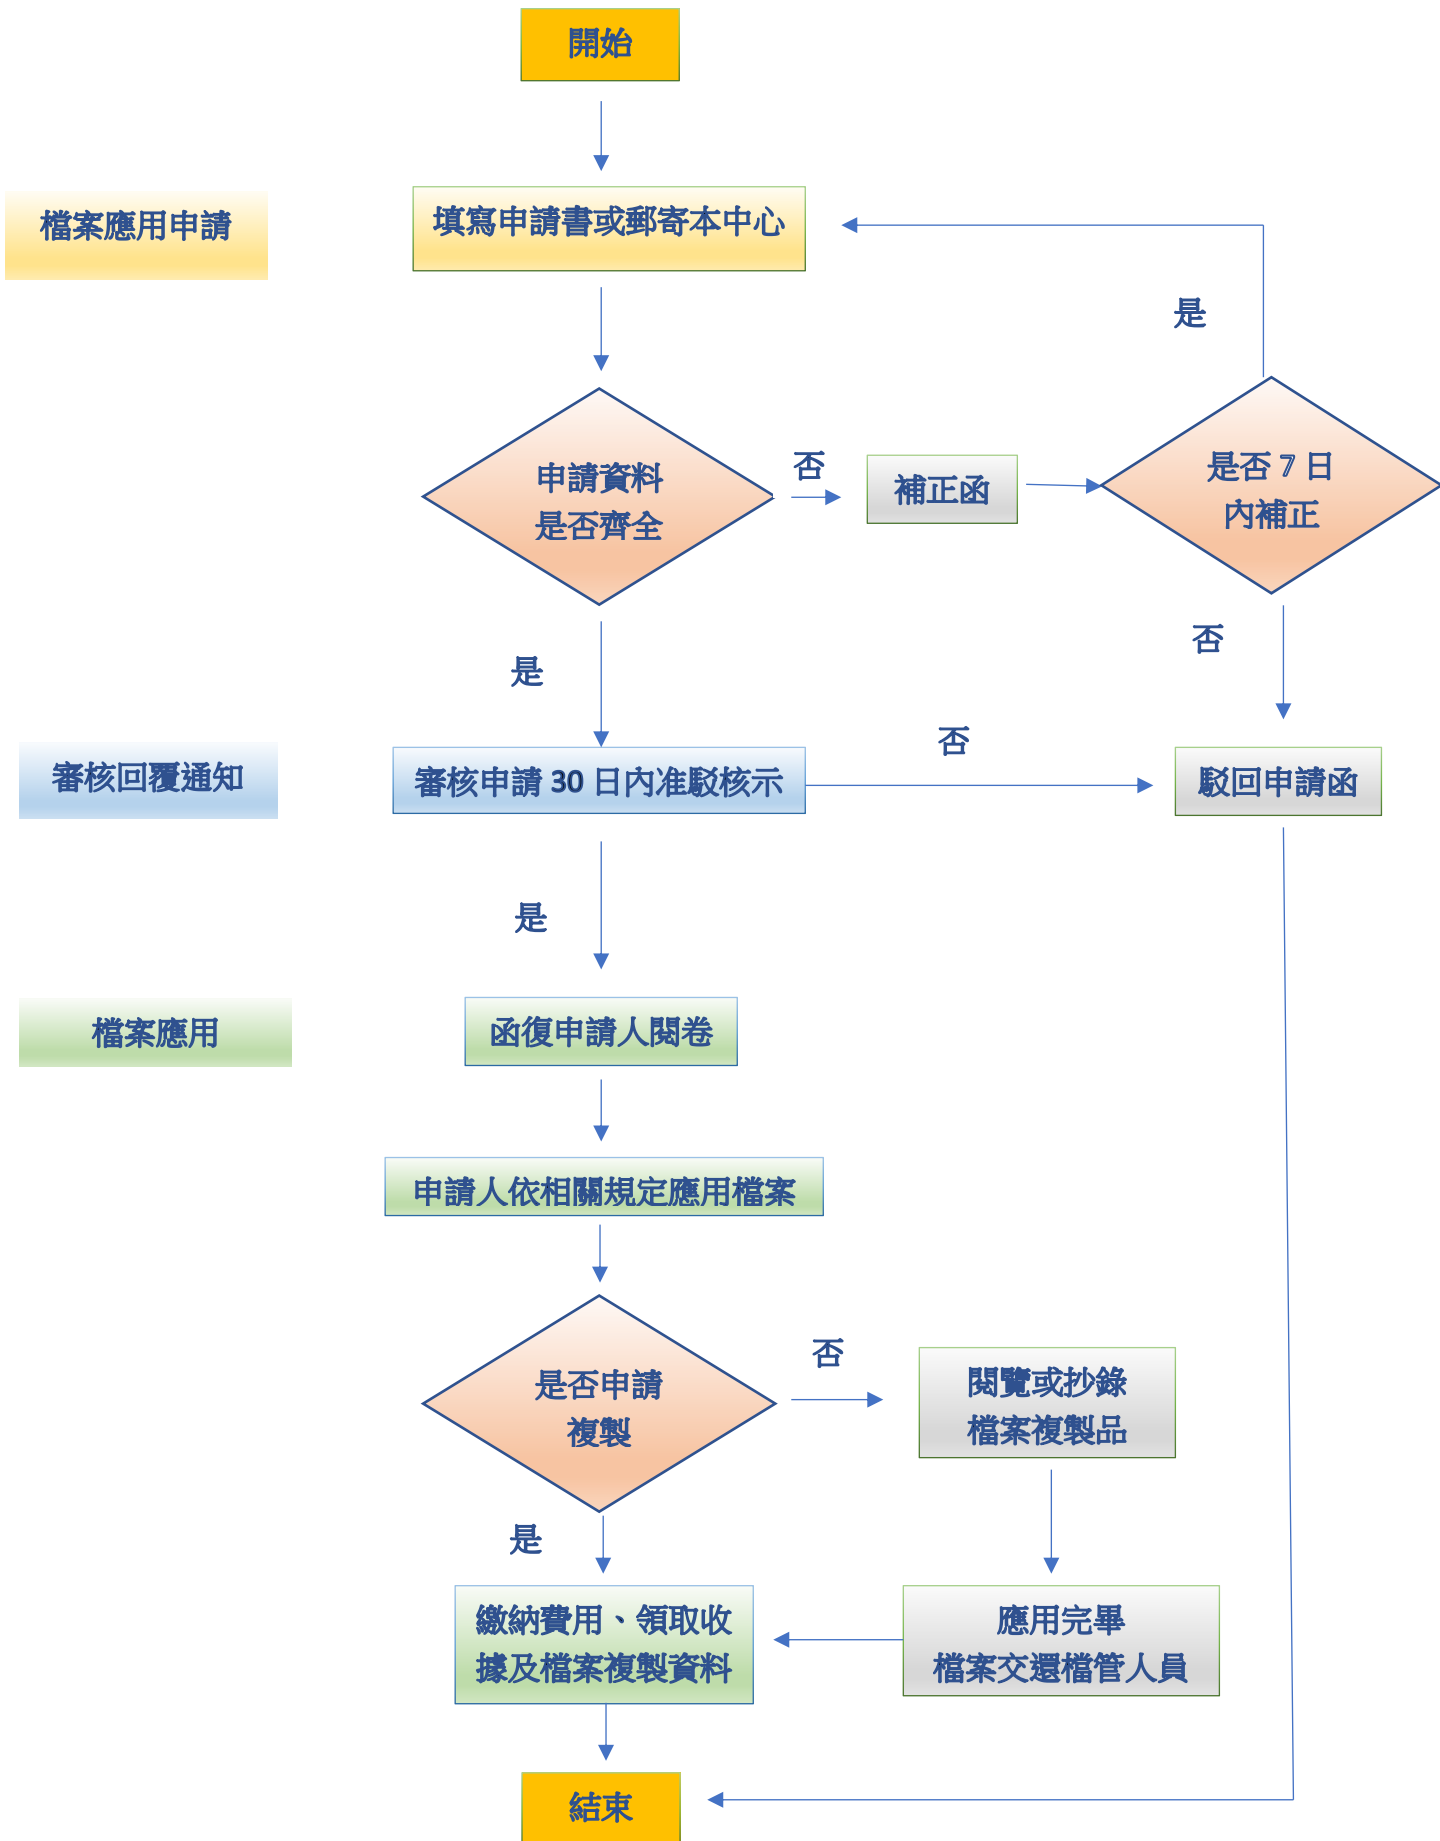 開始
檔案應用申請
填寫申請書或郵寄本中心
是
申請資料
是否齊全
否
補正函
是否 7 日
內補正
是
否
審核回覆通知
審核申請 30 日內准駁核示
否
駁回申請函
是
檔案應用
函復申請人閱卷
申請人依相關規定應用檔案
是否申請
複製
否
閱覽或抄錄
檔案複製品
是
繳納費用、領取收
據及檔案複製資料
應用完畢
檔案交還檔管人員
結束